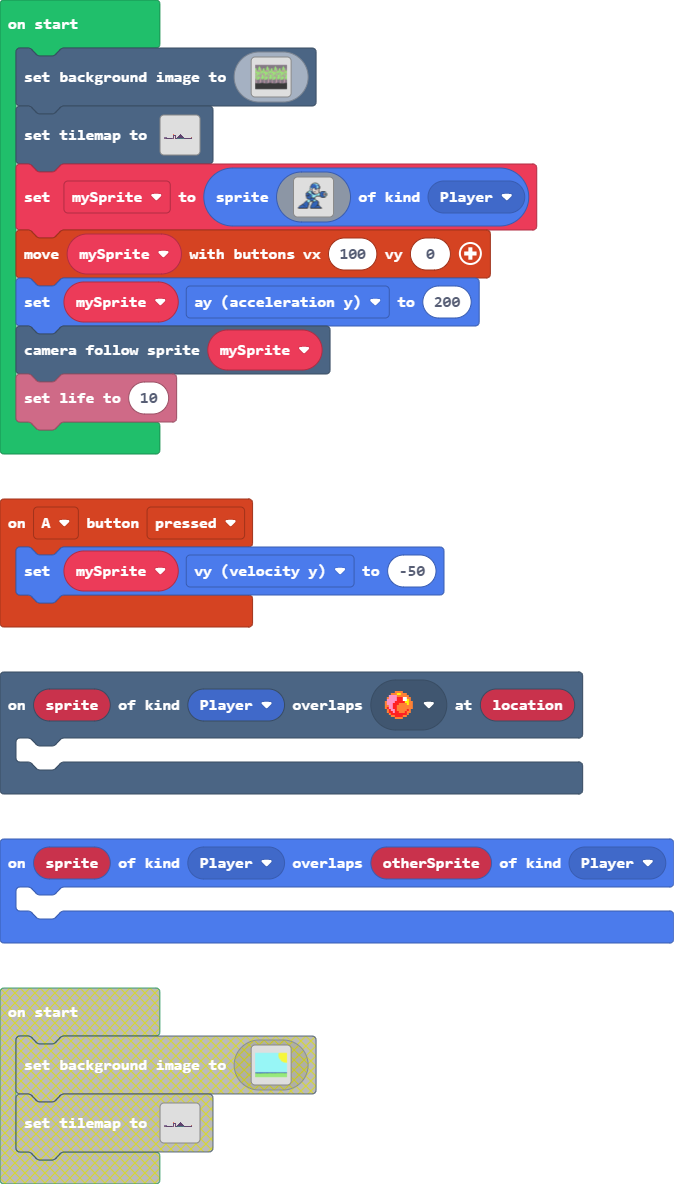 on start
set background image to
set tilemap to
set mySprite to sprite of kind Player
move mySprite with buttons vx 100 vy 0
set mySprite ay (acceleration y) to 200
camera follow sprite mySprite
set life to 10
on A button pressed
set mySprite vy (velocity y) to -50
on sprite of kind Player overlaps at location
on sprite of kind Player overlaps otherSprite of kind Player
on start
set background image to
set tilemap to